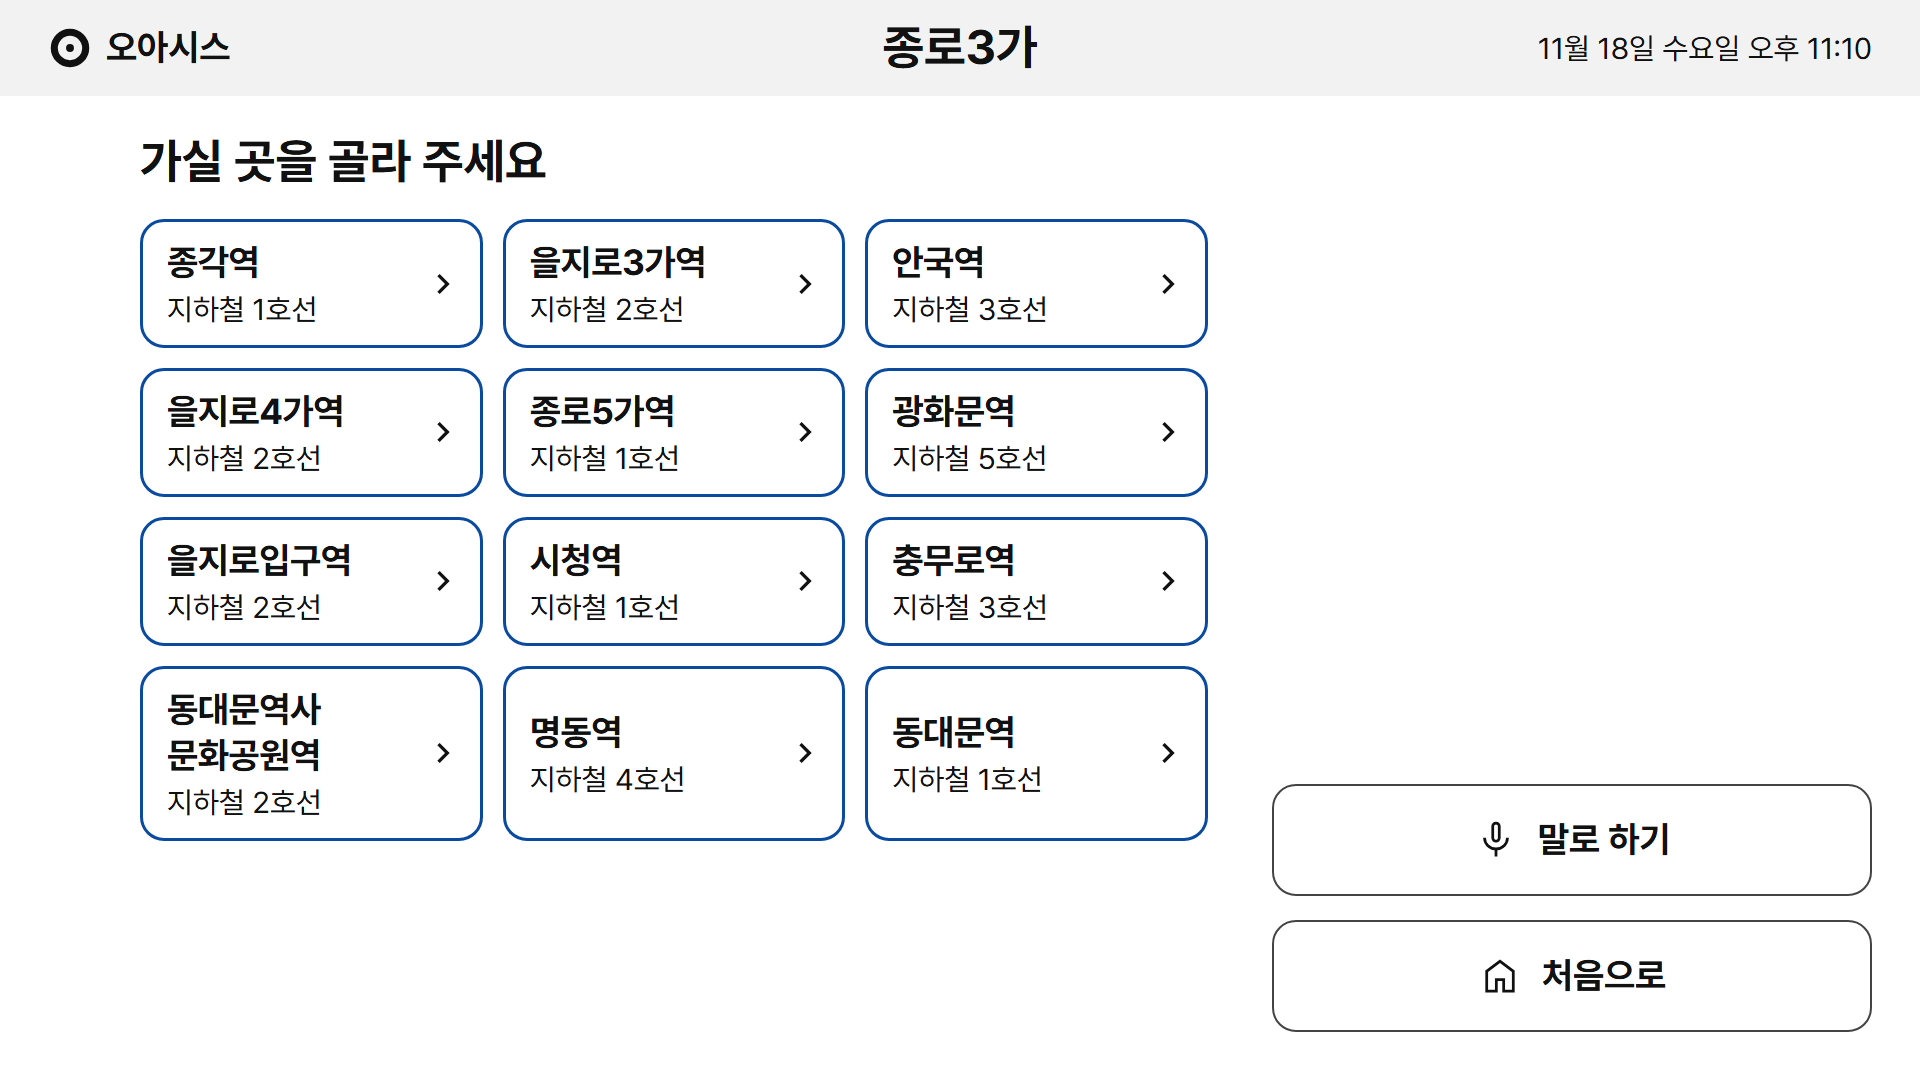 오아시스
종로3가
11월 18일 수요일 오후 11:10
가실 곳을 골라 주세요
종각역
지하철 1호선
을지로3가역
지하철 2호선
안국역
지하철 3호선
을지로4가역
지하철 2호선
종로5가역
지하철 1호선
광화문역
지하철 5호선
을지로입구역
지하철 2호선
시청역
지하철 1호선
충무로역
지하철 3호선
동대문역사
문화공원역
지하철 2호선
명동역
지하철 4호선
동대문역
지하철 1호선
말로 하기
처음으로